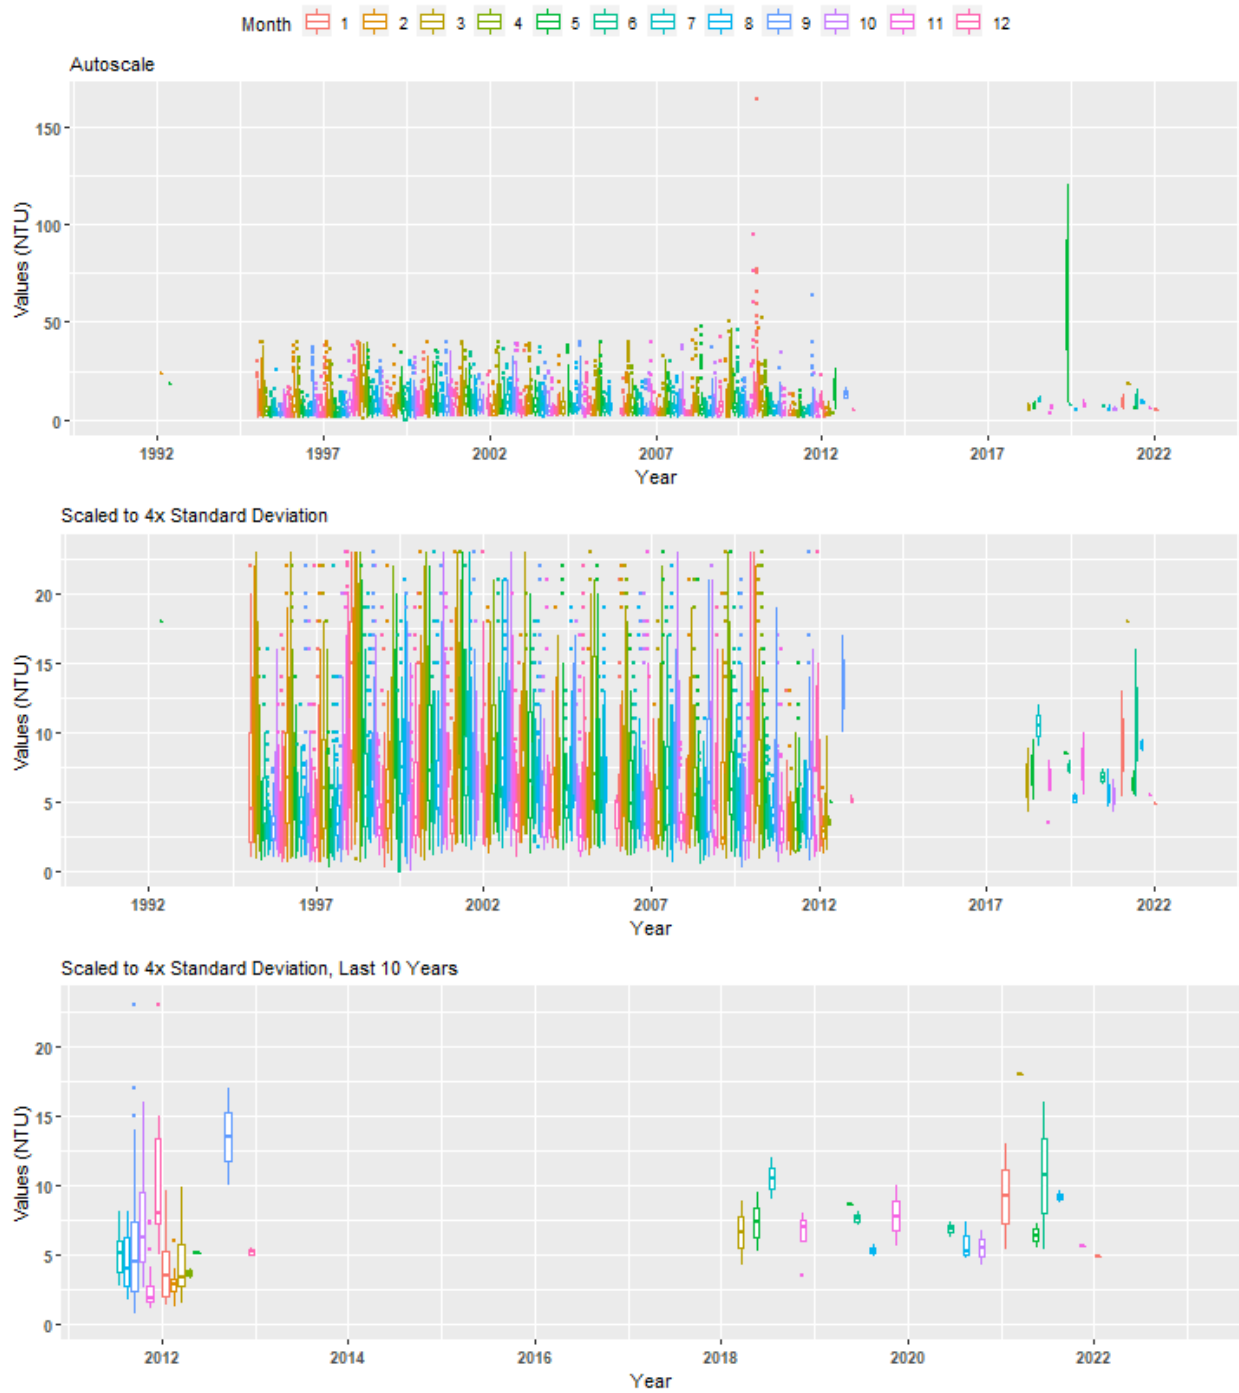 Month 1 2 3 4 5 6 7 8 9 10 11 12
Autoscale
Values (NTU)
150
100
50
0
1992 1997 2002 2007 2012 2017 2022
Year
Scaled to 4x Standard Deviation
Values (NTU)
20
15
10
5
0
1992 1997 2002 2007 2012 2017 2022
Year
Scaled to 4x Standard Deviation, Last 10 Years
Values (NTU)
20
15
10
5
0
2012 2014 2016 2018 2020 2022
Year